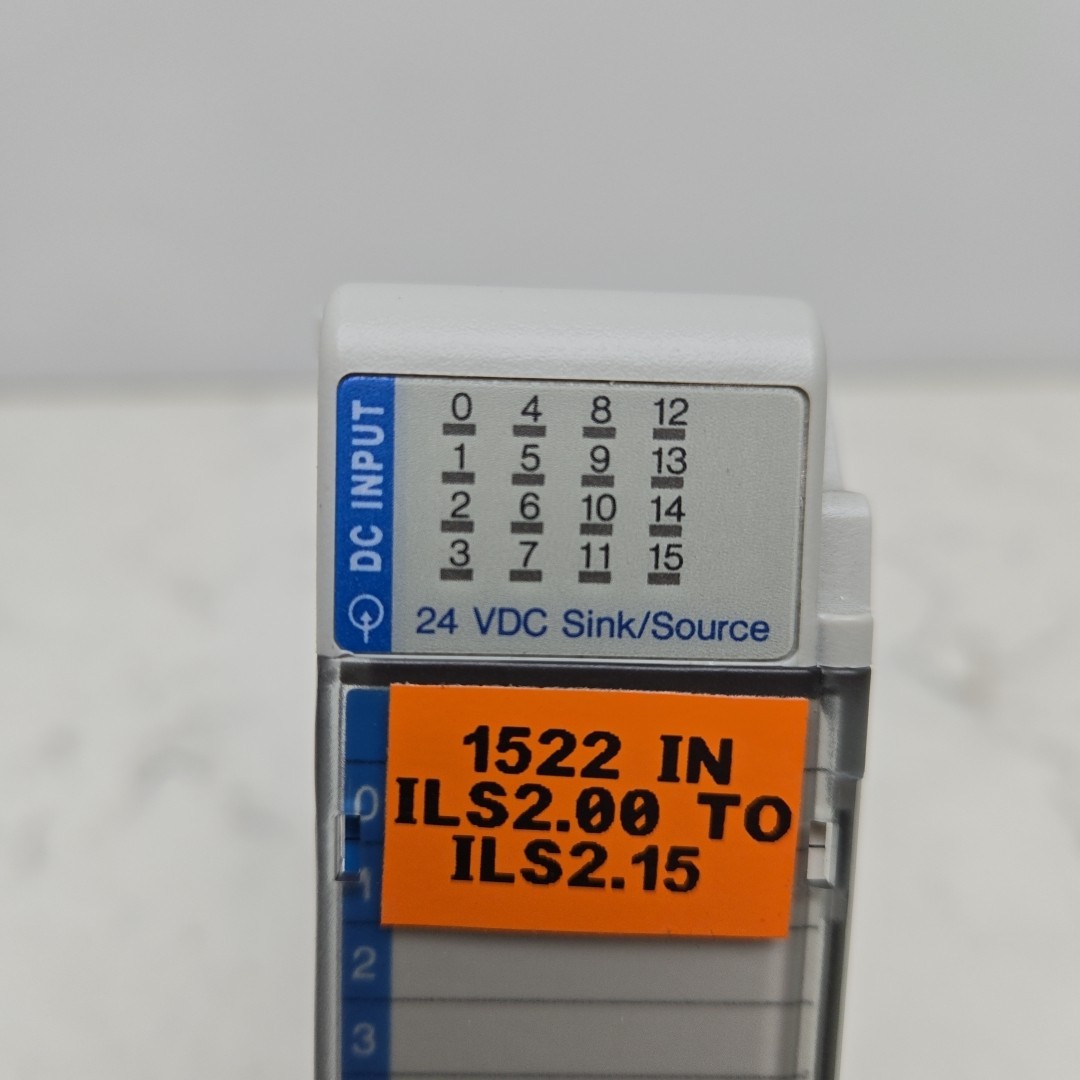 DC INPUT
0 4 8 12
1 5 9 13
2 6 10 14
3 7 11 15
24 VDC Sink/Source
1522 IN
ILS2.00 TO
ILS2.15
0
1
2
3